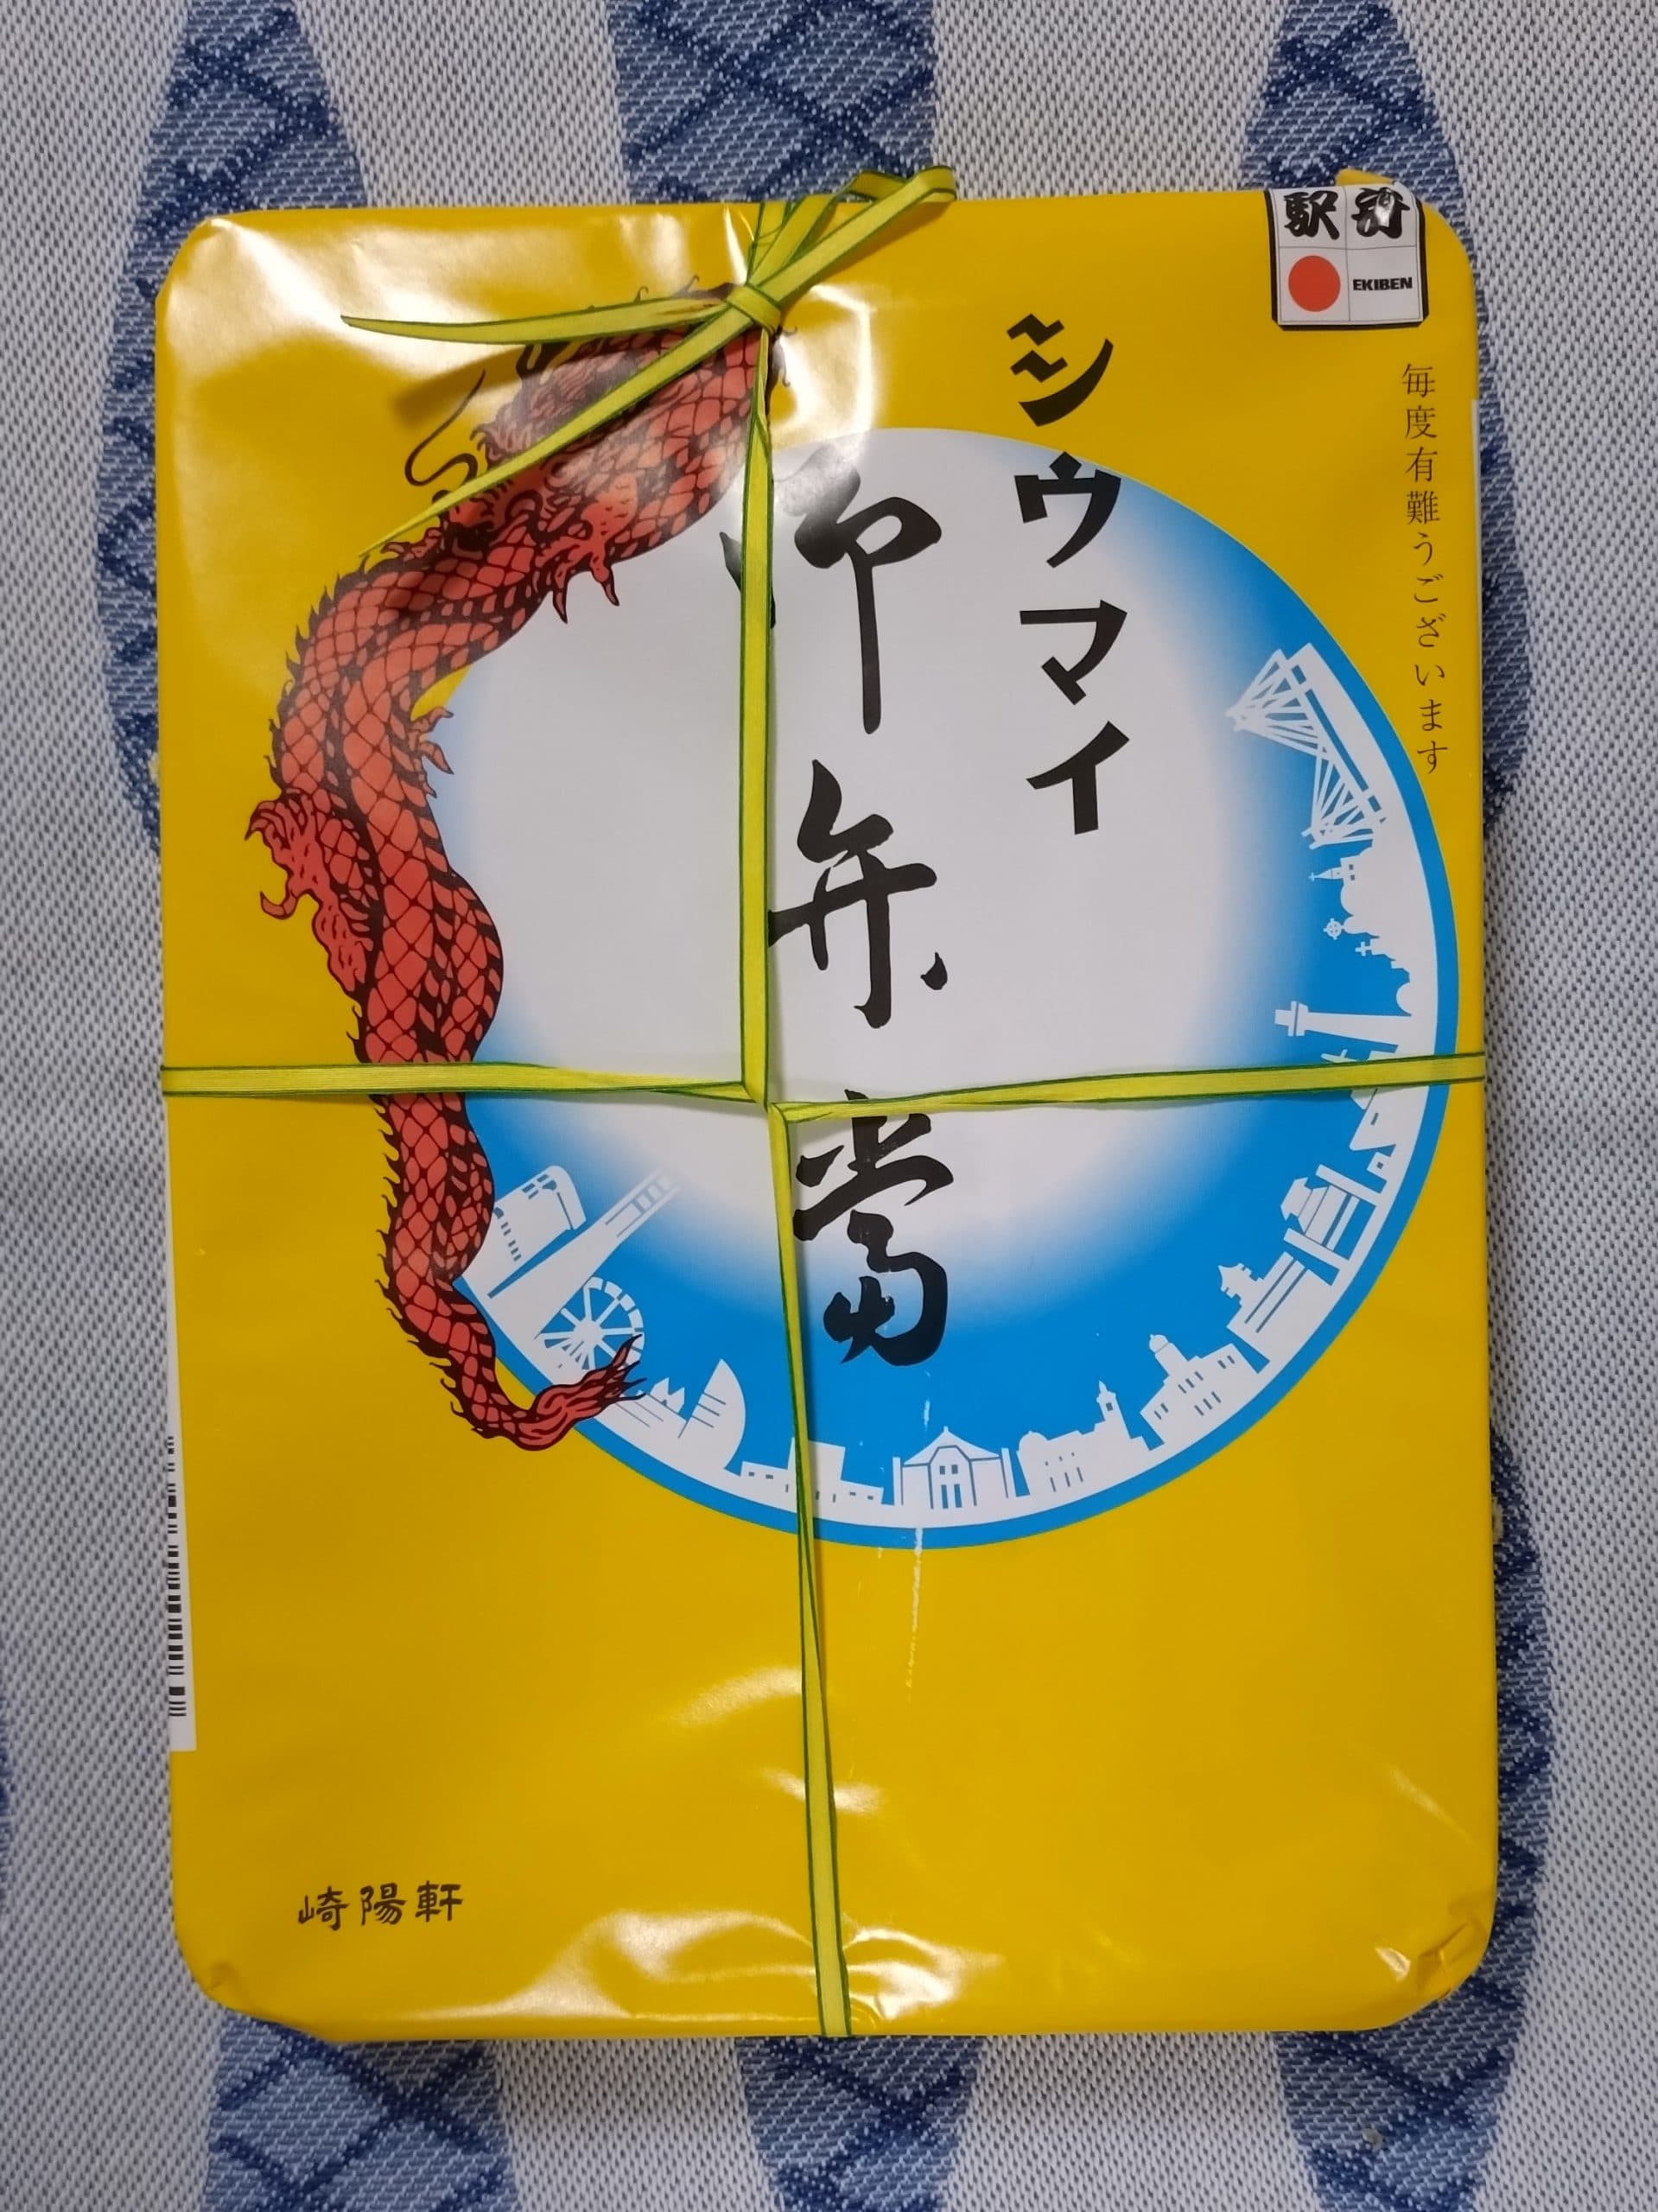 駅弁
EKIBEN
毎度有難うございます
シウマイ
御弁當
崎陽軒